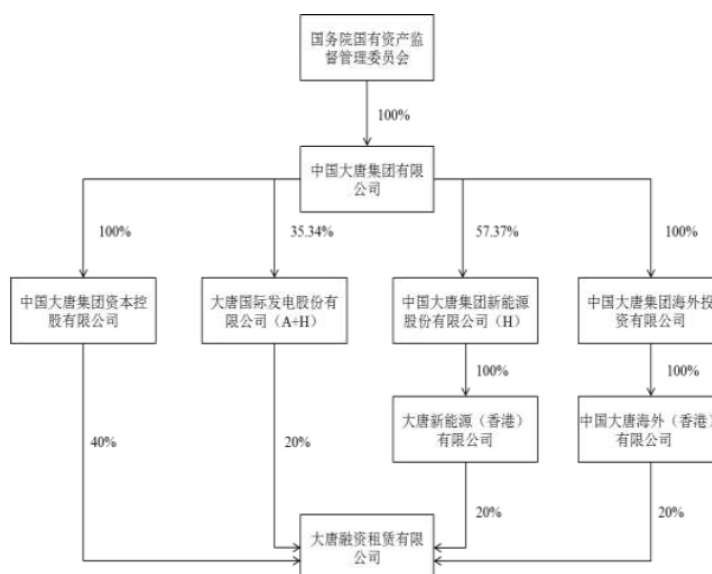 国务院国有资产监
督管理委员会
100%
中国大唐集团有限
公司
100%
35.34%
57.37%
100%
中国大唐集团资本控
股有限公司
大唐国际发电股份有
限公司（A+H）
中国大唐集团新能源
股份有限公司（H）
中国大唐集团海外投
资有限公司
100%
100%
大唐新能源（香港）
有限公司
中国大唐海外（香港）
有限公司
40%
20%
20%
20%
大唐融资租赁有限
公司